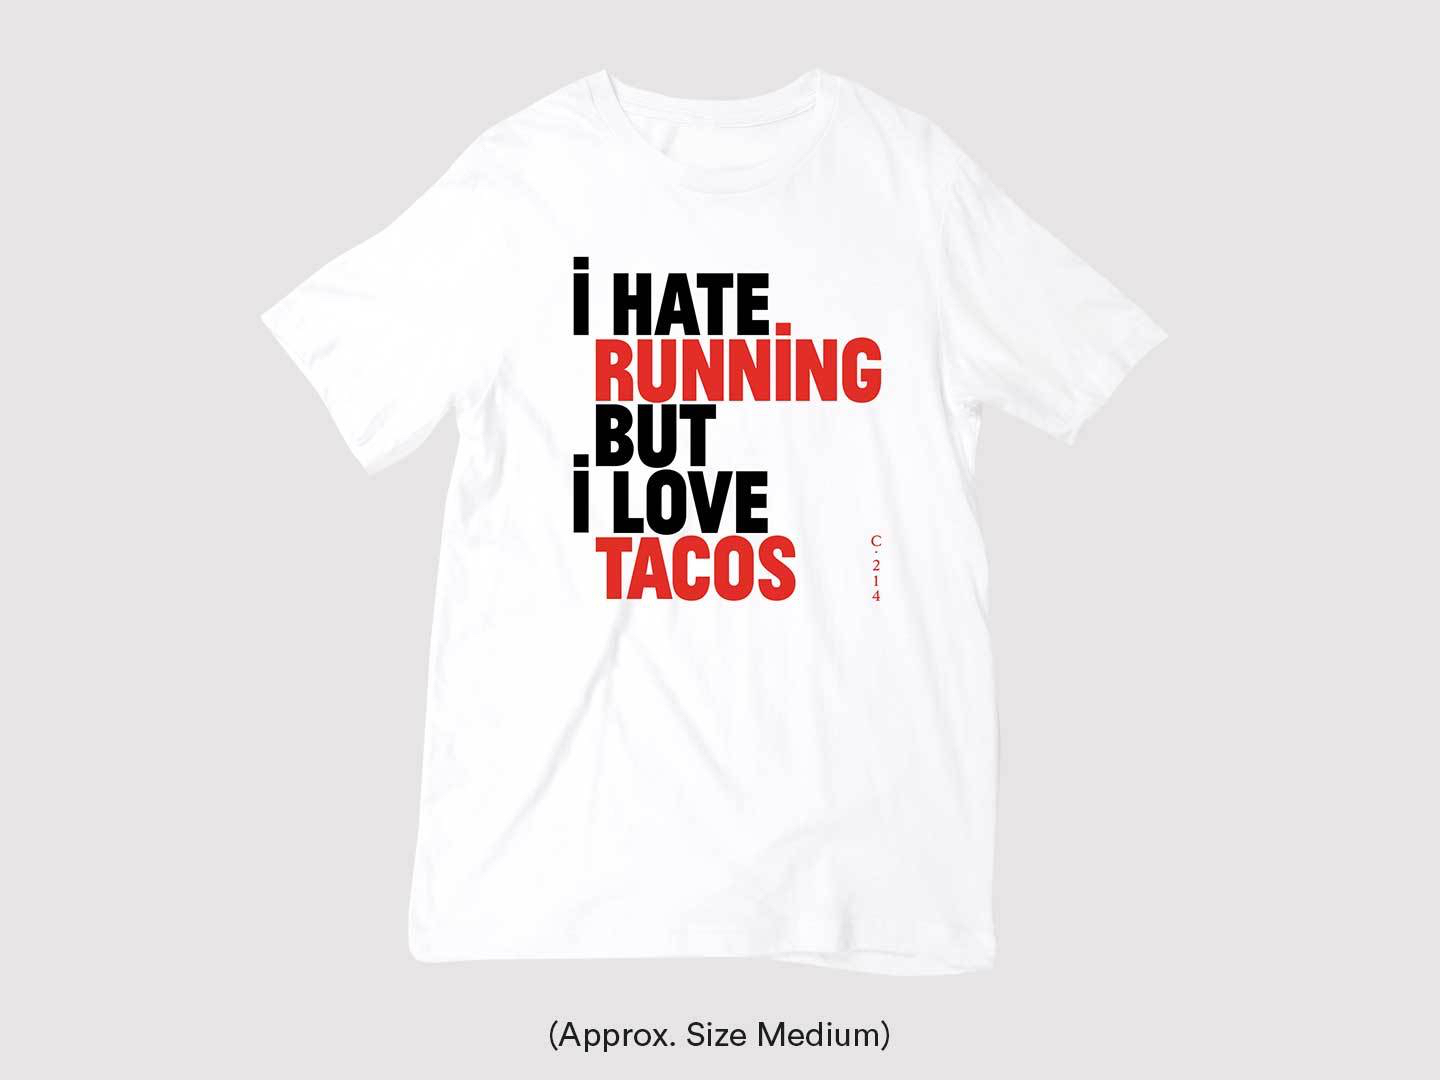 i HATE
RUNNiNG
BUT
i LOVE
TACOS
C·214
(Approx. Size Medium)